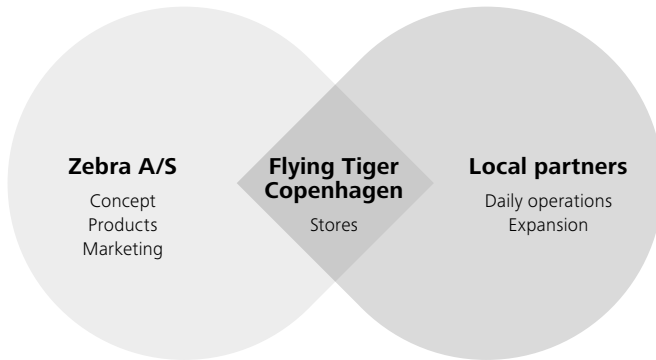 Zebra A/S
Concept
Products
Marketing
Flying Tiger
Copenhagen
Stores
Local partners
Daily operations
Expansion